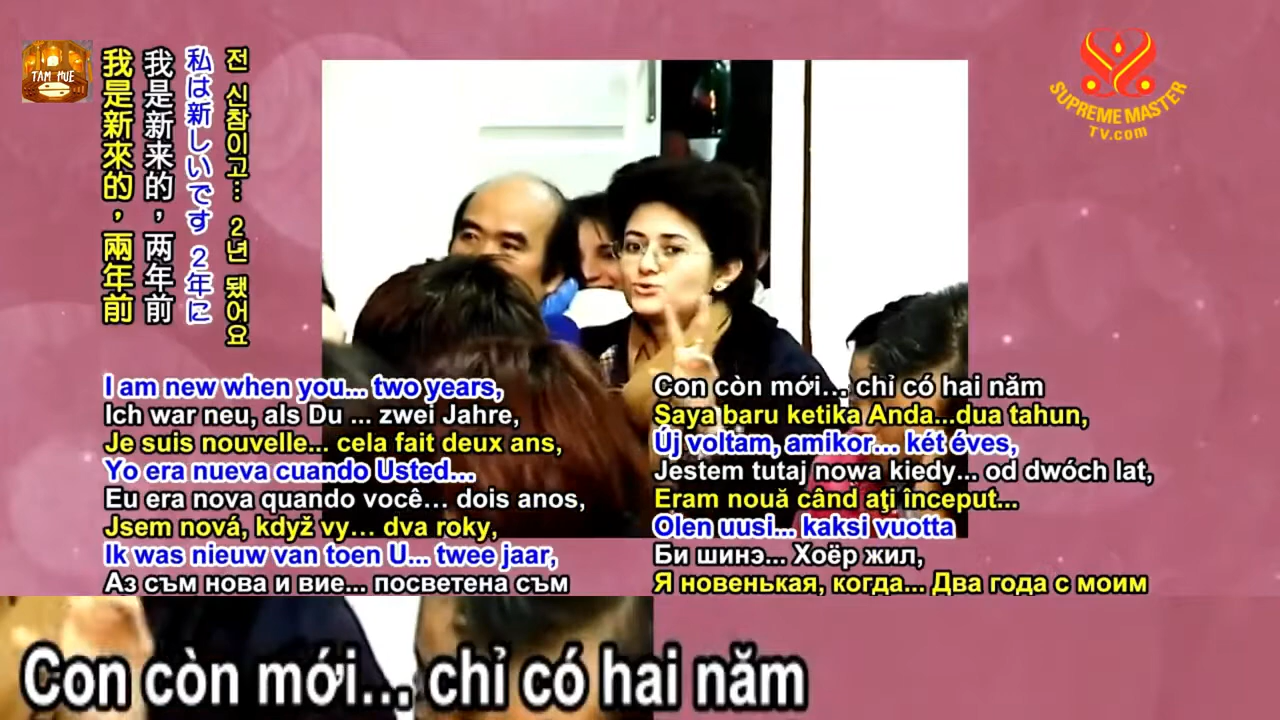 TAM HUE
我是新來的，兩年前
我是新来的，两年前
私は新しいです 2年に
전 신참이고... 2년 됐어요
SUPREME MASTER
TV.com
I am new when you... two years,
Ich war neu, als Du ... zwei Jahre,
Je suis nouvelle... cela fait deux ans,
Yo era nueva cuando Usted...
Eu era nova quando você… dois anos,
Jsem nová, když vy… dva roky,
Ik was nieuw van toen U... twee jaar,
Аз съм нова и вие... посветена съм
Con còn mới... chỉ có hai năm
Saya baru ketika Anda...dua tahun,
Új voltam, amikor... két éves,
Jestem tutaj nowa kiedy... od dwóch lat,
Eram nouă când aţi început...
Olen uusi... kaksi vuotta
Би шинэ... Хоёр жил,
Я новенькая, когда... Два года с моим
Con còn mới... chỉ có hai năm